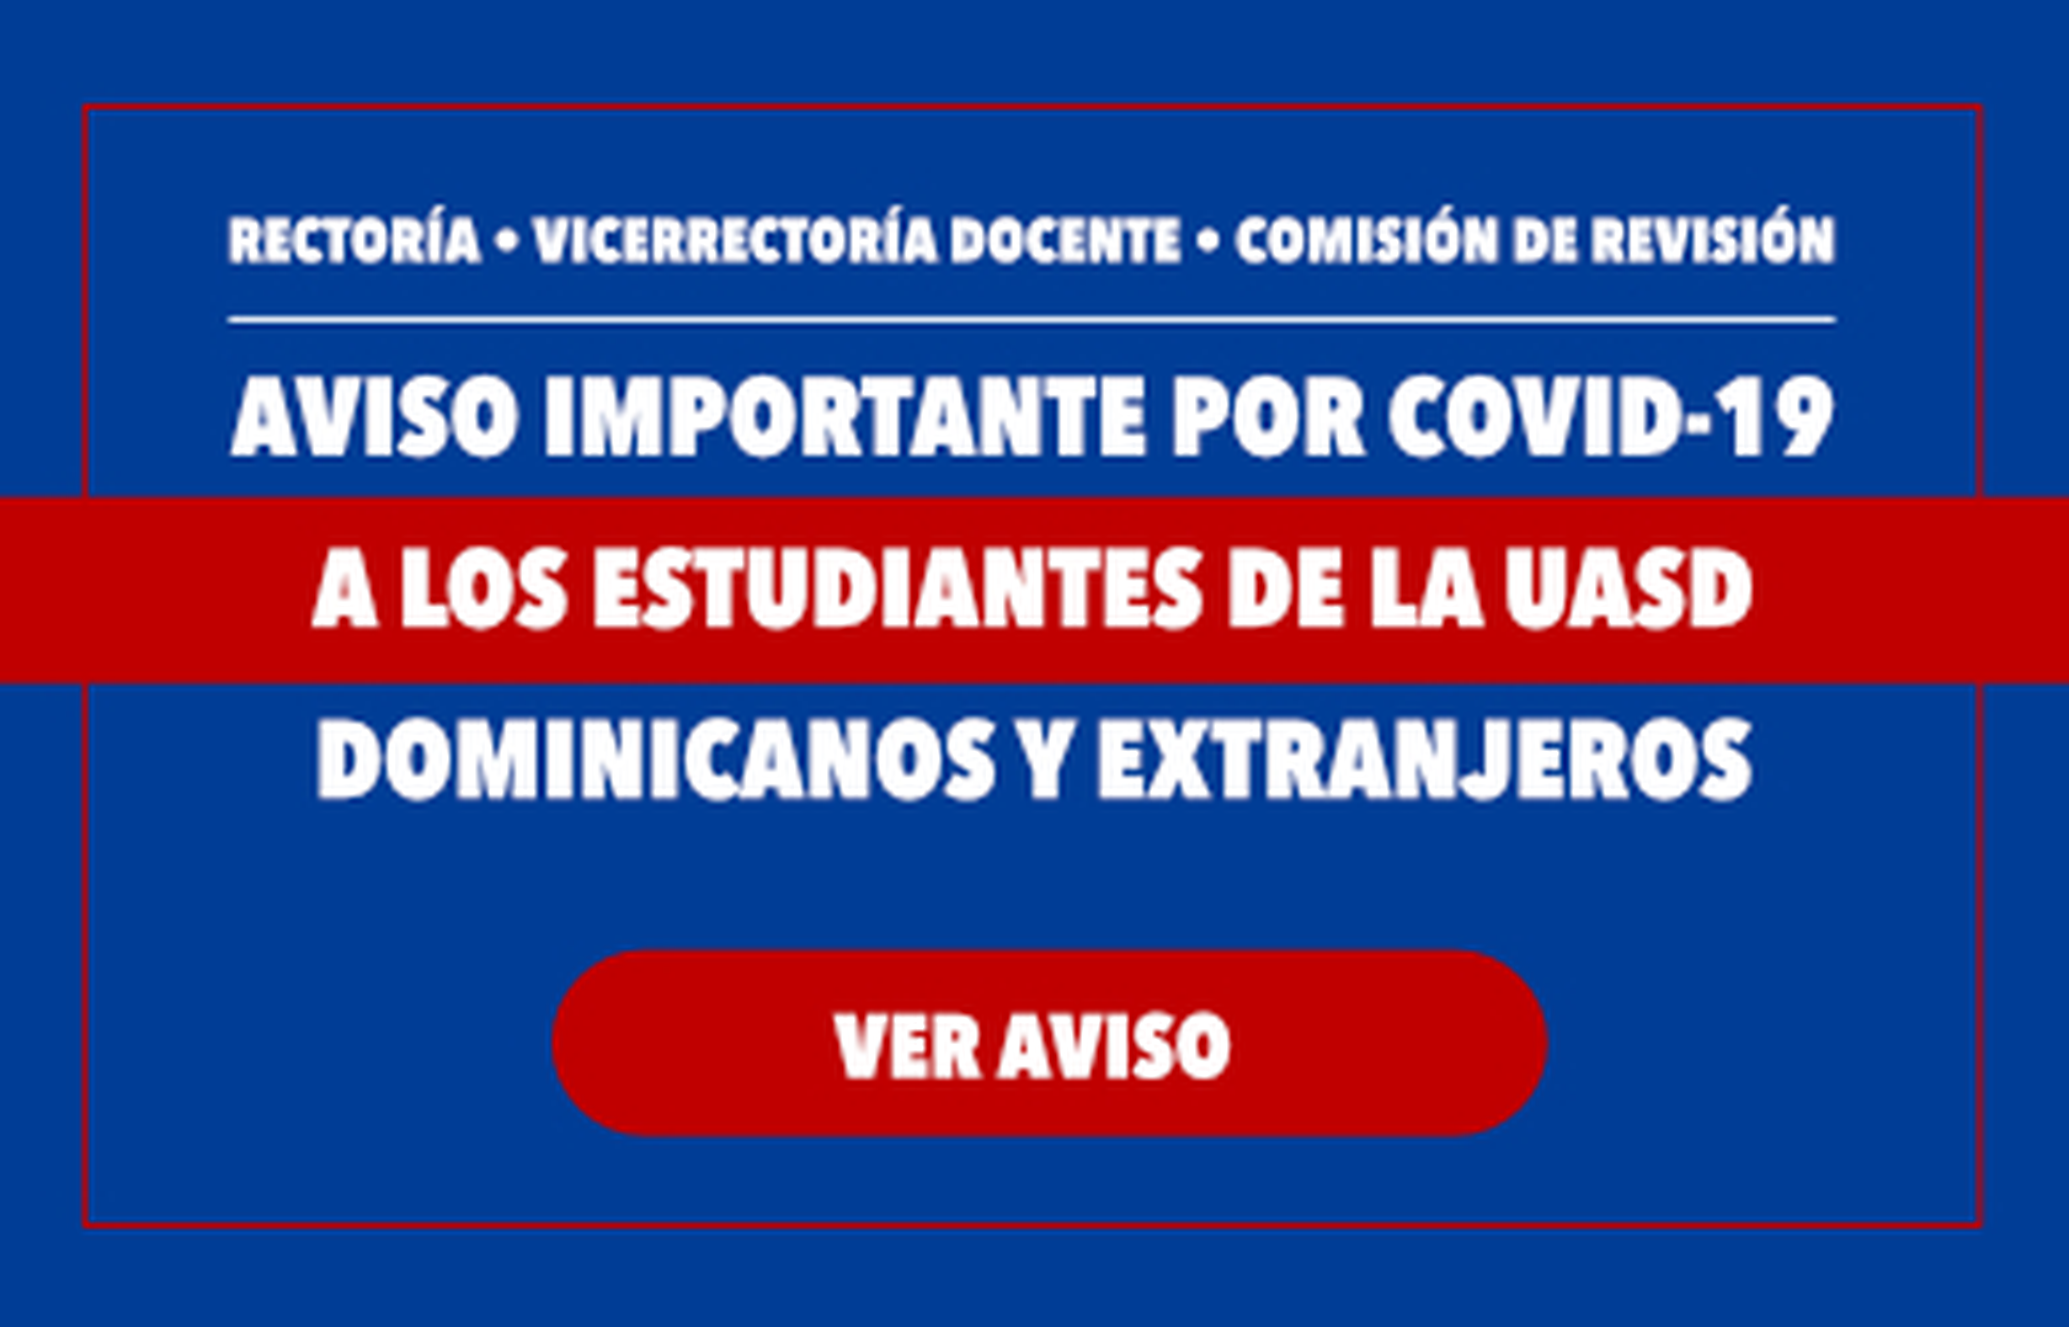 RECTORÍA • VICERRECTORÍA DOCENTE • COMISIÓN DE REVISIÓN
AVISO IMPORTANTE POR COVID-19
A LOS ESTUDIANTES DE LA UASD
DOMINICANOS Y EXTRANJEROS
VER AVISO